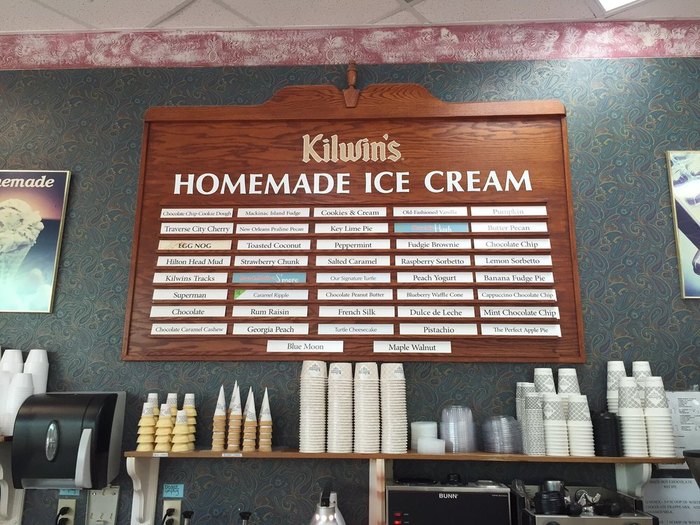 Kilwin's
HOMEMADE ICE CREAM
Chocolate Chip Cookie Dough Mackinac Island Fudge Cookies & Cream Old Fashioned Vanilla Pumpkin
Traverse City Cherry New Orleans Praline Pecan Key Lime Pie Butter Pecan
EGG NOG Toasted Coconut Peppermint Fudgie Brownie Chocolate Chip
Hilton Head Mud Strawberry Chunk Salted Caramel Raspberry Sorbetto Lemon Sorbetto
Kilwin Tracks S'more Our Signature Turtle Peach Yogurt Banana Fudge Pie
Superman Caramel Ripple Chocolate Peanut Butter Blueberry Waffle Cone Cappuccino Chocolate Chip
Chocolate Rum Raisin French Silk Dulce de Leche Mint Chocolate Chip
Chocolate Caramel Cashew Georgia Peach Turtle Cheesecake Pistachio The Perfect Apple Pie
Blue Moon Maple Walnut
memade
BUNN